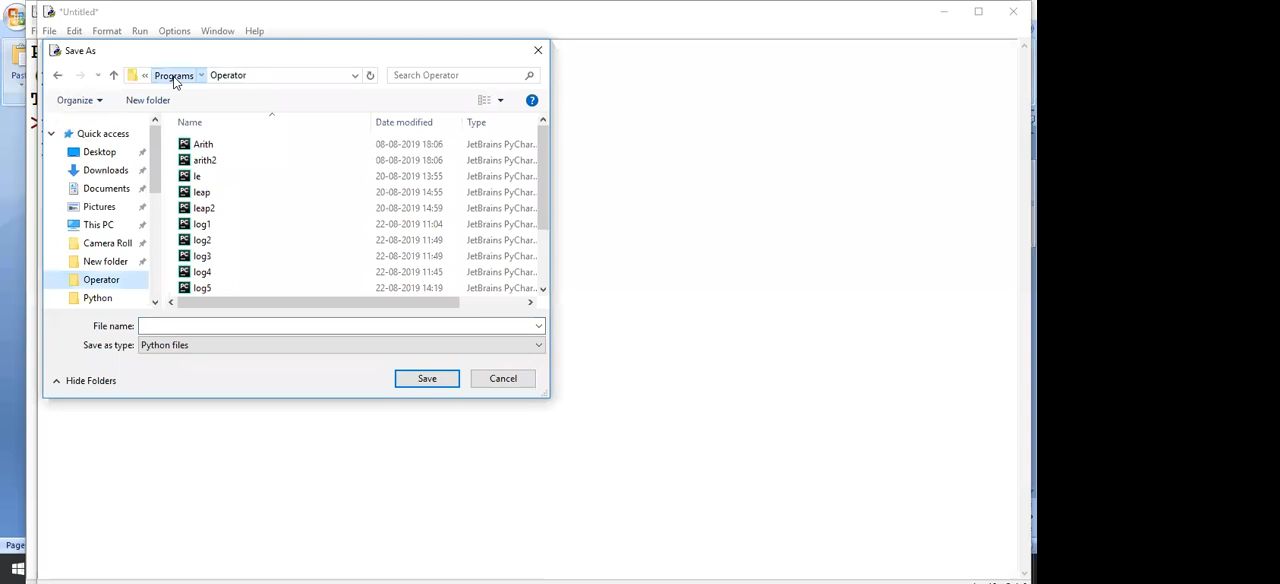 *Untitled*
File Edit Format Run Options Window Help
Save As
« Programs Operator Search Operator
Organize New folder
Name Date modified Type
Quick access
Desktop
Downloads
Documents
Pictures
This PC
Camera Roll
New folder
Operator
Python
Arith 08-08-2019 18:06 JetBrains PyChar...
arith2 08-08-2019 18:06 JetBrains PyChar...
le 20-08-2019 13:55 JetBrains PyChar...
leap 20-08-2019 14:55 JetBrains PyChar...
leap2 20-08-2019 14:59 JetBrains PyChar...
log1 22-08-2019 11:04 JetBrains PyChar...
log2 22-08-2019 11:49 JetBrains PyChar...
log3 22-08-2019 11:49 JetBrains PyChar...
log4 22-08-2019 11:45 JetBrains PyChar...
log5 22-08-2019 14:19 JetBrains PyChar...
File name:
Save as type: Python files
Hide Folders Save Cancel
Past
Page